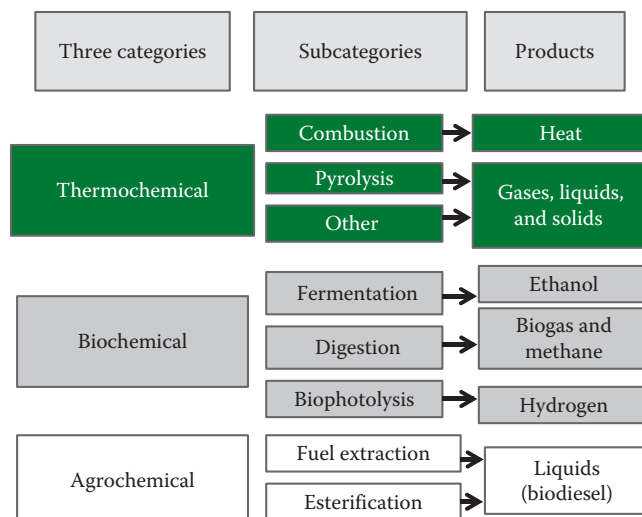 Three categories
Subcategories
Products
Thermochemical
Combustion
Heat
Pyrolysis
Other
Gases, liquids,
and solids
Biochemical
Fermentation
Ethanol
Digestion
Biogas and
methane
Biophotolysis
Hydrogen
Agrochemical
Fuel extraction
Esterification
Liquids
(biodiesel)